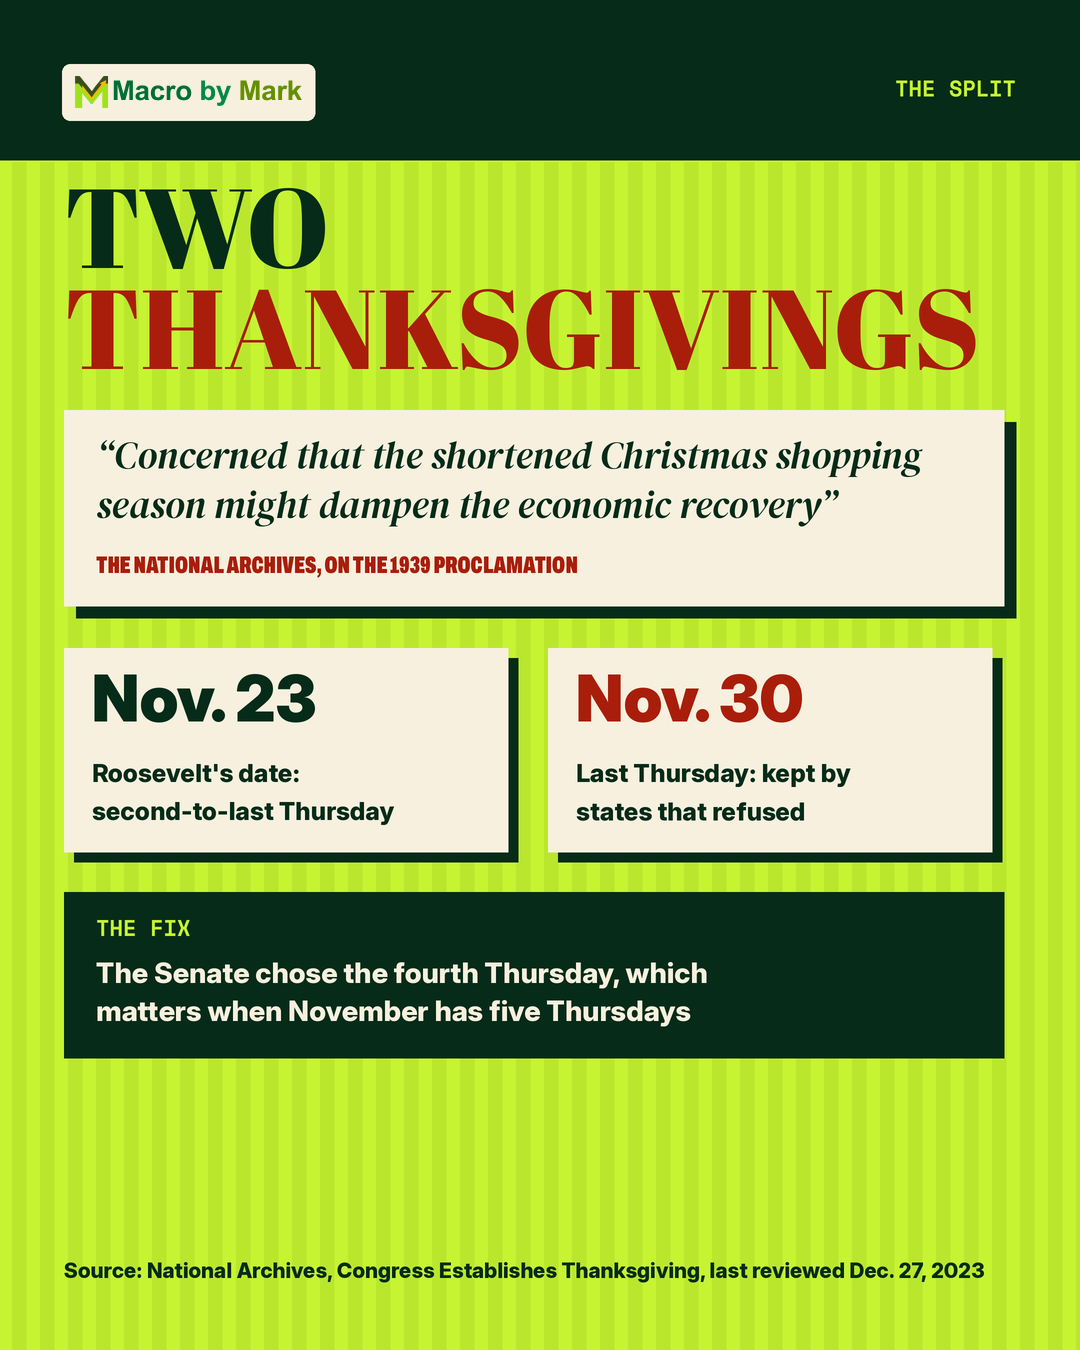 Macro by Mark
THE SPLIT
TWO
THANKSGIVINGS
“Concerned that the shortened Christmas shopping
season might dampen the economic recovery”
THE NATIONAL ARCHIVES, ON THE 1939 PROCLAMATION
Nov. 23
Roosevelt's date:
second-to-last Thursday
Nov. 30
Last Thursday: kept by
states that refused
THE FIX
The Senate chose the fourth Thursday, which
matters when November has five Thursdays
Source: National Archives, Congress Establishes Thanksgiving, last reviewed Dec. 27, 2023